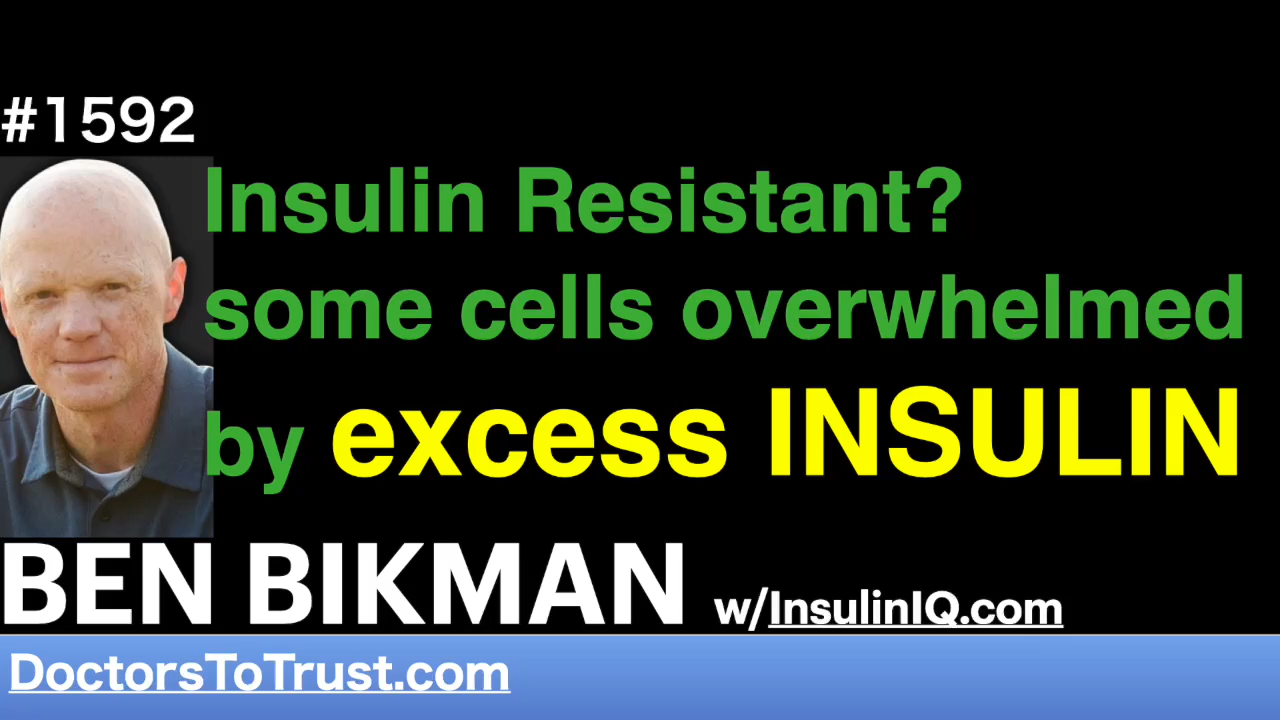 #1592
Insulin Resistant?
some cells overwhelmed
by excess INSULIN
BEN BIKMAN w/InsulinIQ.com
DoctorsToTrust.com